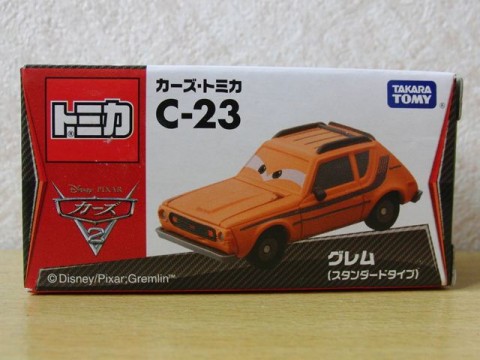 カーズ・トミカ
C-23
TAKARA
TOMY
トミカ
Disney PIXAR
カーズ
2
グレム
(スタンダードタイプ)
©Disney/Pixar;Gremlin™